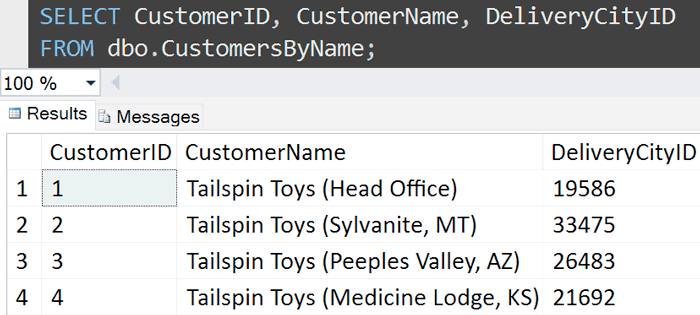 SELECT CustomerID, CustomerName, DeliveryCityID
FROM dbo.CustomersByName;
100 %
Results Messages
CustomerID CustomerName DeliveryCityID
1 1 Tailspin Toys (Head Office) 19586
2 2 Tailspin Toys (Sylvanite, MT) 33475
3 3 Tailspin Toys (Peeples Valley, AZ) 26483
4 4 Tailspin Toys (Medicine Lodge, KS) 21692